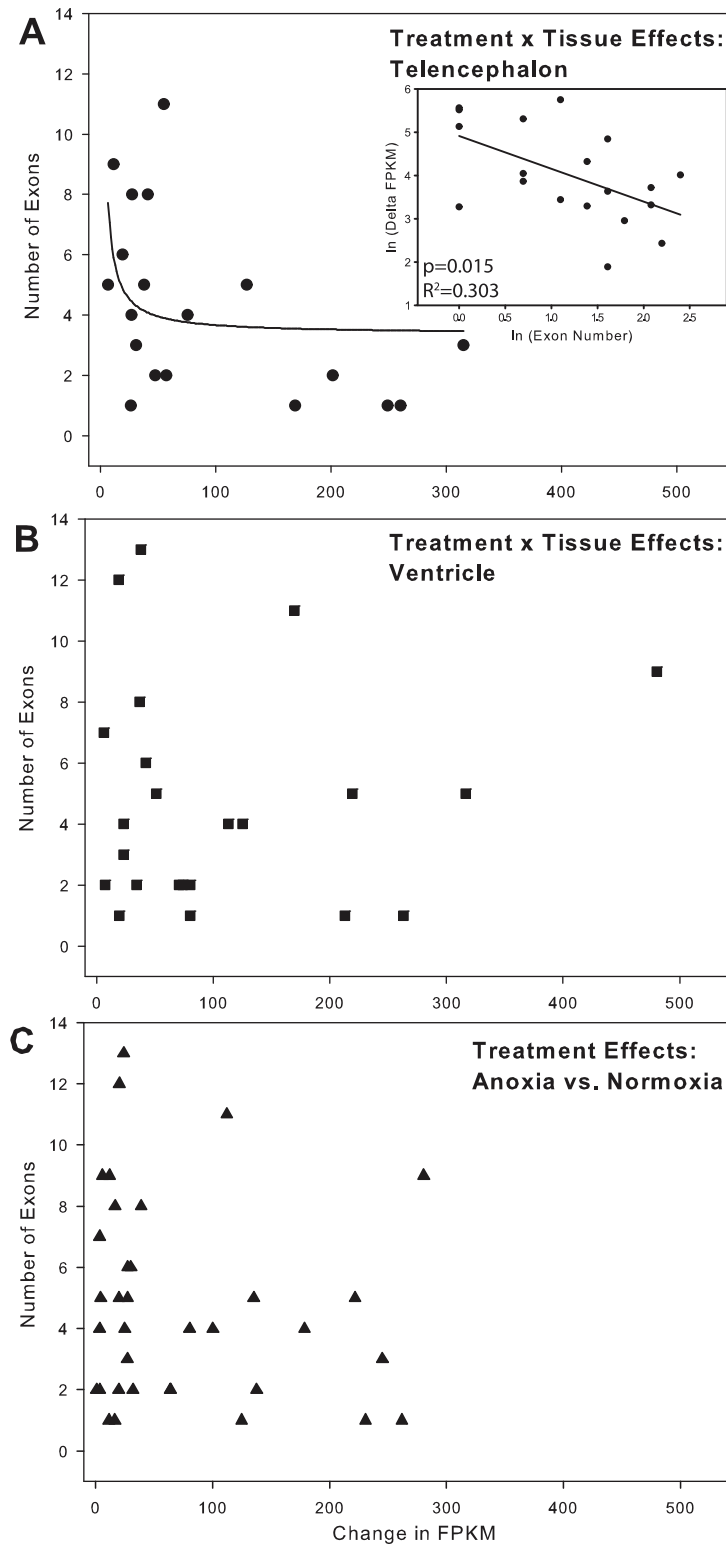 A
Treatment x Tissue Effects:
Telencephalon
14
12
10
8
6
4
2
0
Number of Exons
0 100 200 300 400 500
6
5
4
3
2
1
ln (Delta FPKM)
p=0.015
R²=0.303
0.0 0.5 1.0 1.5 2.0 2.5
ln (Exon Number)
B
Treatment x Tissue Effects:
Ventricle
14
12
10
8
6
4
2
0
Number of Exons
0 100 200 300 400 500
C
Treatment Effects:
Anoxia vs. Normoxia
14
12
10
8
6
4
2
0
Number of Exons
0 100 200 300 400 500
Change in FPKM